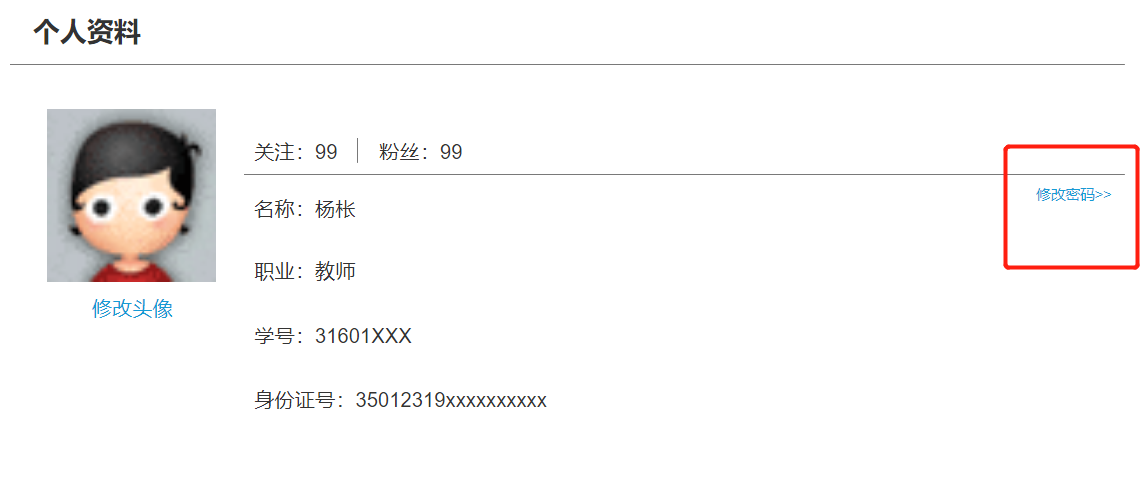 个人资料
关注：99 粉丝：99
修改密码>>
名称：杨枨
职业：教师
修改头像
学号：31601XXX
身份证号：35012319xxxxxxxxxx